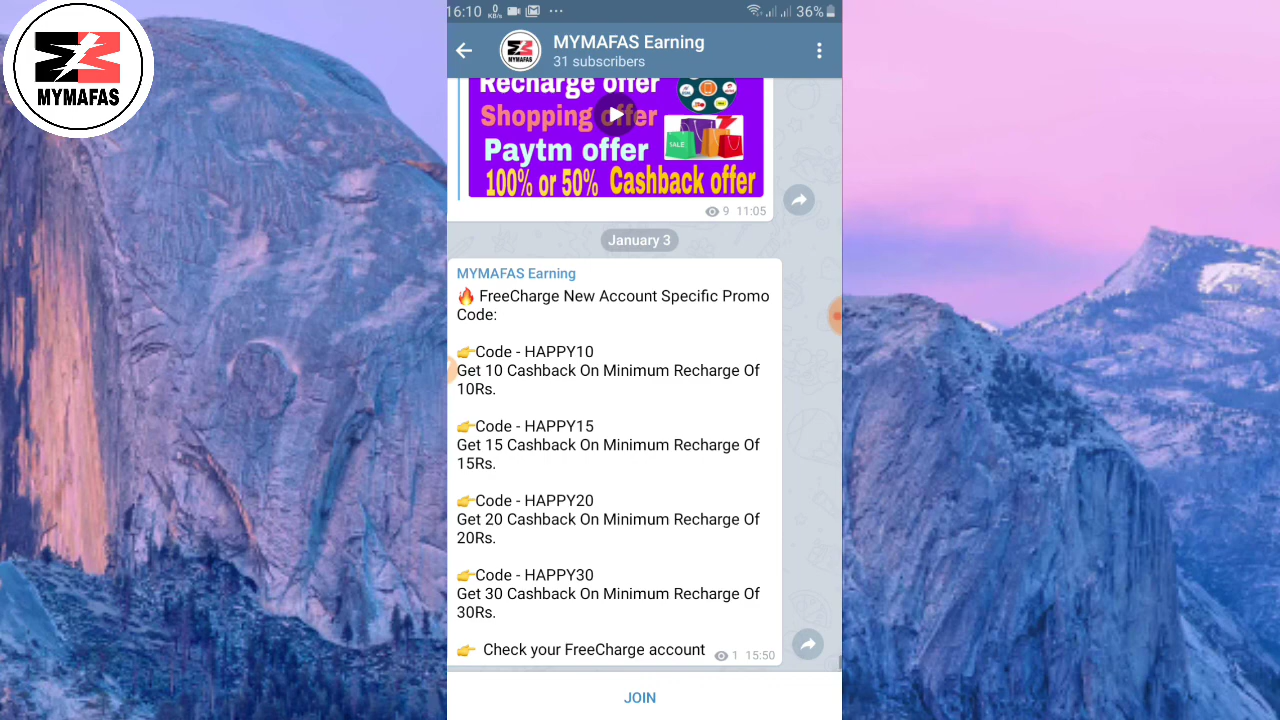 MYMAFAS
16:10 0 KB/s ... 36%
MYMAFAS
MYMAFAS Earning
31 subscribers
Recharge offer
Shopping offer
SALE
Paytm offer
100% or 50% Cashback offer
9 11:05
January 3
MYMAFAS Earning
🔥 FreeCharge New Account Specific Promo
Code:
👉Code - HAPPY10
Get 10 Cashback On Minimum Recharge Of
10Rs.
👉Code - HAPPY15
Get 15 Cashback On Minimum Recharge Of
15Rs.
👉Code - HAPPY20
Get 20 Cashback On Minimum Recharge Of
20Rs.
👉Code - HAPPY30
Get 30 Cashback On Minimum Recharge Of
30Rs.
👉 Check your FreeCharge account 1 15:50
JOIN